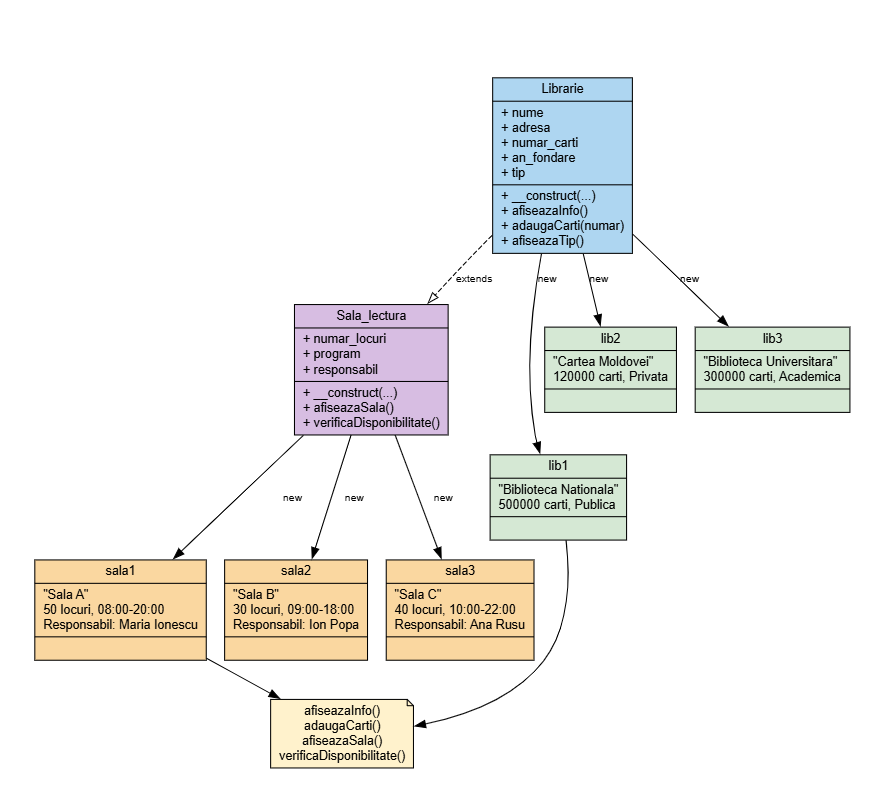 Librarie
+ nume
+ adresa
+ numar_carti
+ an_fondare
+ tip
+ __construct(...)
+ afiseazaInfo()
+ adaugaCarti(numar)
+ afiseazaTip()
extends
new
new
new
Sala_lectura
+ numar_locuri
+ program
+ responsabil
+ __construct(...)
+ afiseazaSala()
+ verificaDisponibilitate()
lib2
"Cartea Moldovei"
120000 carti, Privata
lib3
"Biblioteca Universitara"
300000 carti, Academica
lib1
"Biblioteca Nationala"
500000 carti, Publica
new
new
new
sala1
"Sala A"
50 locuri, 08:00-20:00
Responsabil: Maria Ionescu
sala2
"Sala B"
30 locuri, 09:00-18:00
Responsabil: Ion Popa
sala3
"Sala C"
40 locuri, 10:00-22:00
Responsabil: Ana Rusu
afiseazaInfo()
adaugaCarti()
afiseazaSala()
verificaDisponibilitate()